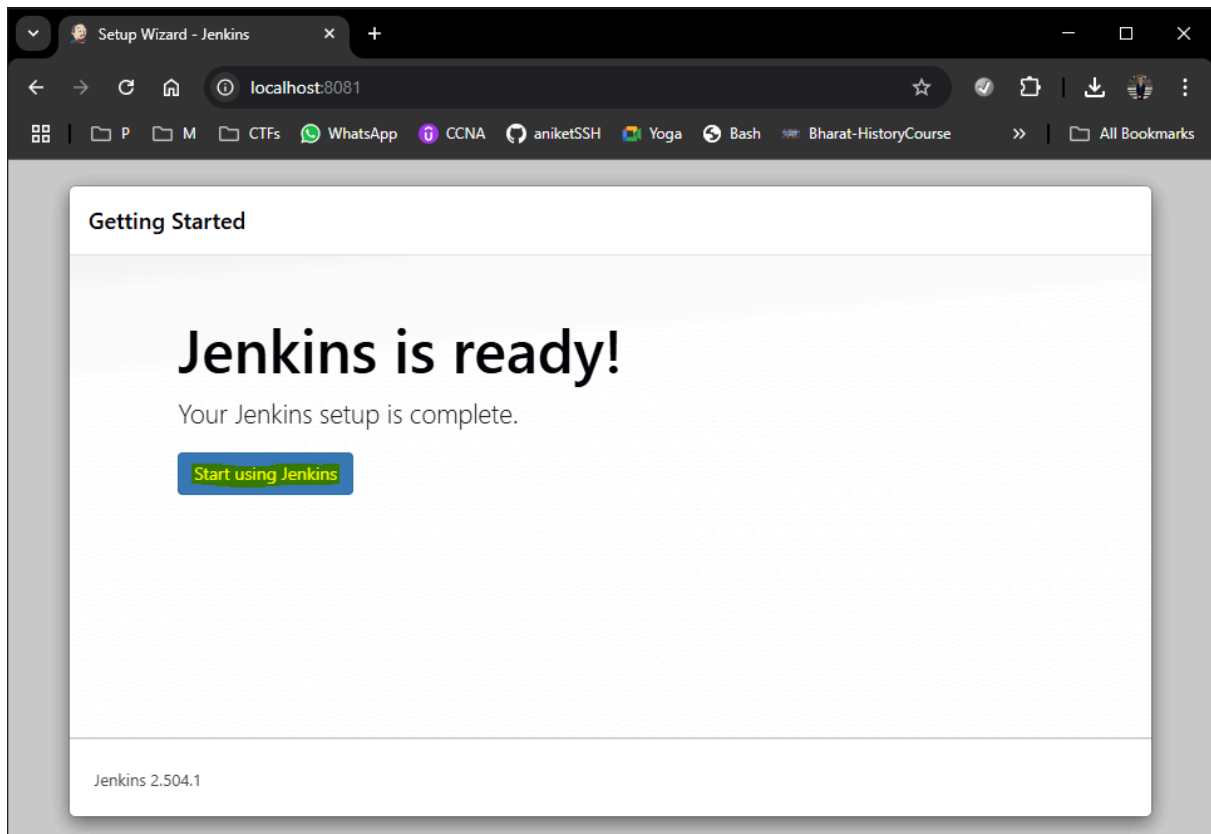 Setup Wizard - Jenkins
localhost:8081
P M CTFs WhatsApp CCNA aniketSSH Yoga Bash Bharat-HistoryCourse » All Bookmarks
Getting Started
Jenkins is ready!
Your Jenkins setup is complete.
Start using Jenkins
Jenkins 2.504.1